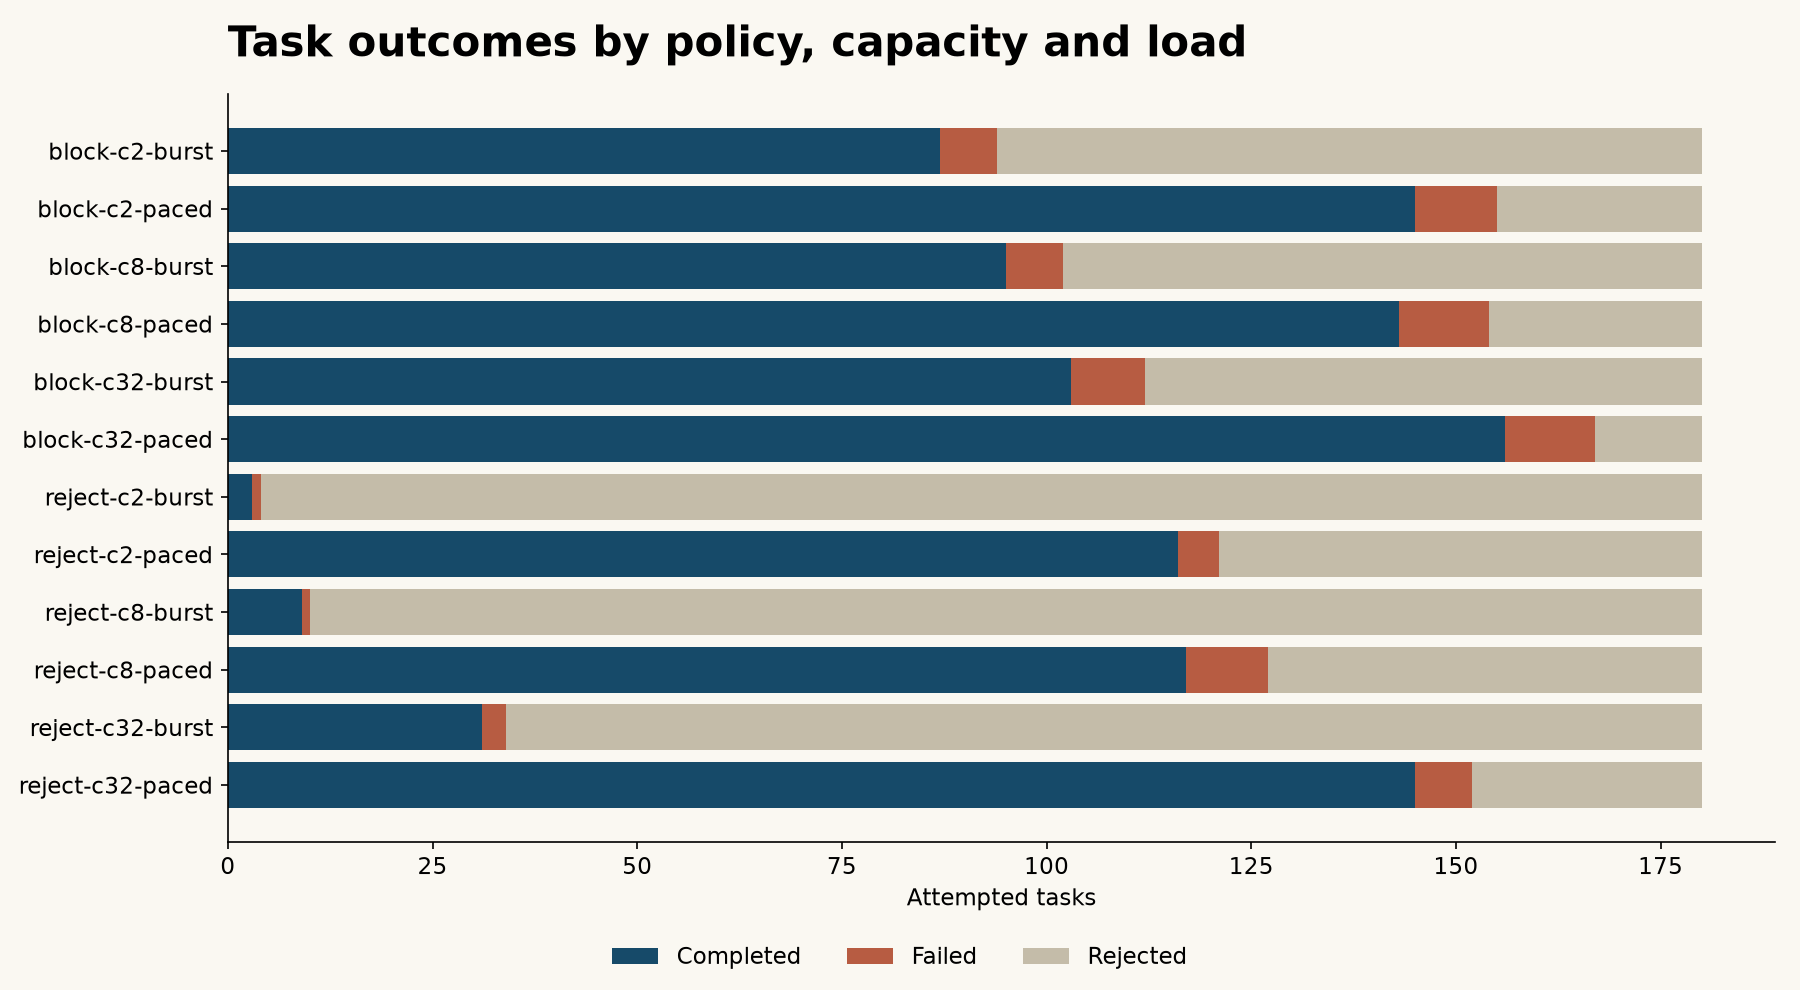 Task outcomes by policy, capacity and load
block-c2-burst
block-c2-paced
block-c8-burst
block-c8-paced
block-c32-burst
block-c32-paced
reject-c2-burst
reject-c2-paced
reject-c8-burst
reject-c8-paced
reject-c32-burst
reject-c32-paced
0 25 50 75 100 125 150 175
Attempted tasks
Completed Failed Rejected